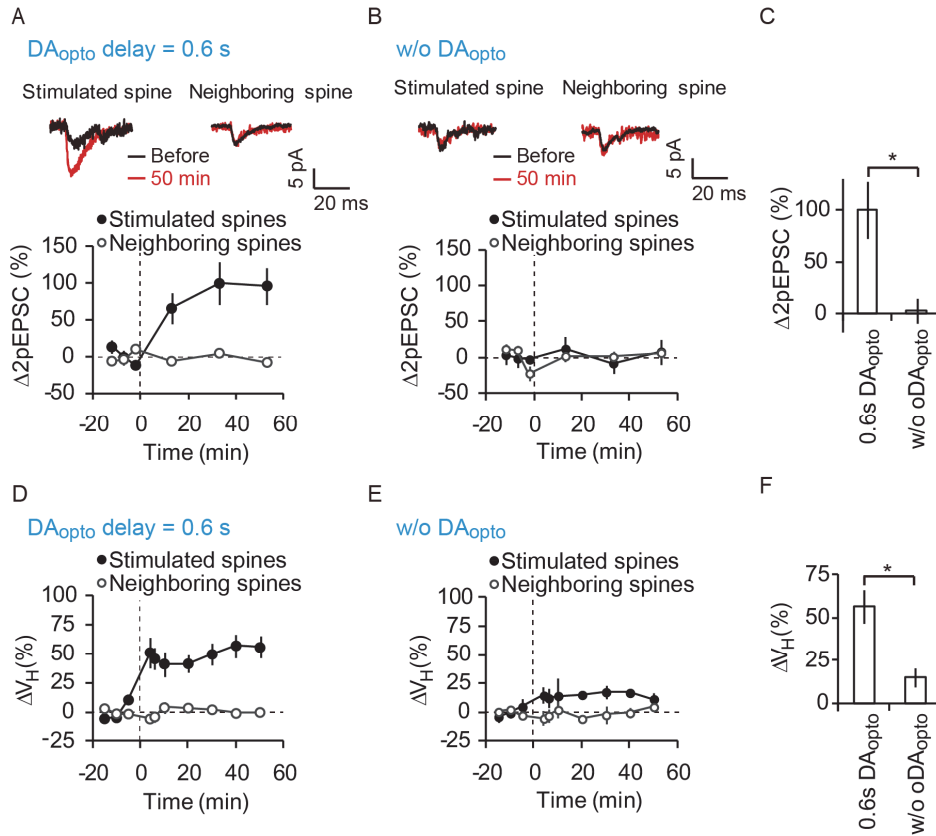 A
DAopto delay = 0.6 s
Stimulated spine
Neighboring spine
Before
50 min
5 pA
20 ms
Stimulated spines
Neighboring spines
Δ2pEPSC (%)
150
100
50
0
-50
-20
0
20
40
60
Time (min)
B
w/o DAopto
Stimulated spine
Neighboring spine
Before
50 min
5 pA
20 ms
Stimulated spines
Neighboring spines
Δ2pEPSC (%)
150
100
50
0
-50
-20
0
20
40
60
Time (min)
C
*
Δ2pEPSC (%)
100
0
0.6s DAopto
w/o oDAopto
D
DAopto delay = 0.6 s
Stimulated spines
Neighboring spines
ΔVH(%)
100
75
50
25
0
-25
-20
0
20
40
60
Time (min)
E
w/o DAopto
Stimulated spines
Neighboring spines
ΔVH(%)
100
75
50
25
0
-25
-20
0
20
40
60
Time (min)
F
*
ΔVH(%)
75
50
0
0.6s DAopto
w/o oDAopto